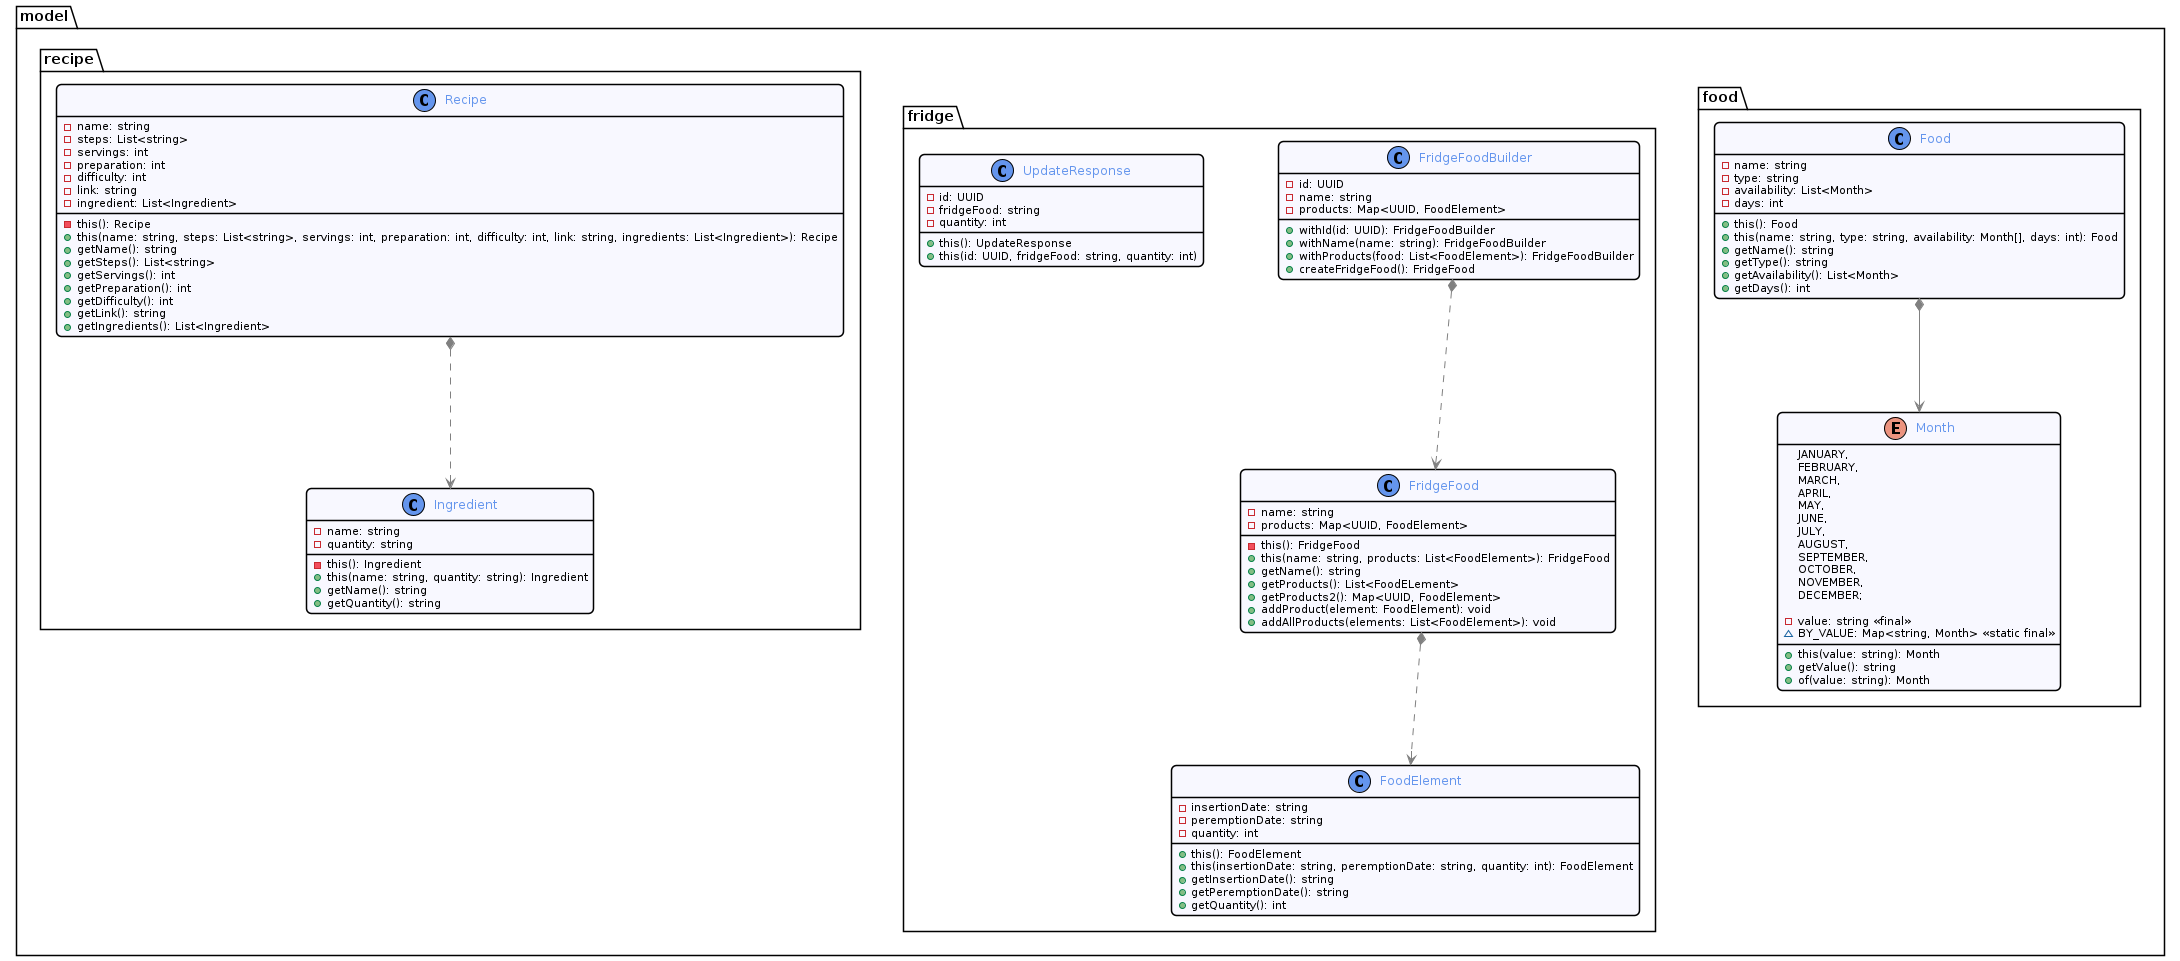 model
recipe
Recipe
name: string
steps: List<string>
servings: int
preparation: int
difficulty: int
link: string
ingredient: List<Ingredient>
this(): Recipe
this(name: string, steps: List<string>, servings: int, preparation: int, difficulty: int, link: string, ingredients: List<Ingredient>): Recipe
getName(): string
getSteps(): List<string>
getServings(): int
getPreparation(): int
getDifficulty(): int
getLink(): string
getIngredients(): List<Ingredient>
Ingredient
name: string
quantity: string
this(): Ingredient
this(name: string, quantity: string): Ingredient
getName(): string
getQuantity(): string
fridge
UpdateResponse
id: UUID
fridgeFood: string
quantity: int
this(): UpdateResponse
this(id: UUID, fridgeFood: string, quantity: int)
FridgeFoodBuilder
id: UUID
name: string
products: Map<UUID, FoodElement>
withId(id: UUID): FridgeFoodBuilder
withName(name: string): FridgeFoodBuilder
withProducts(food: List<FoodElement>): FridgeFoodBuilder
createFridgeFood(): FridgeFood
FridgeFood
name: string
products: Map<UUID, FoodElement>
this(): FridgeFood
this(name: string, products: List<FoodElement>): FridgeFood
getName(): string
getProducts(): List<FoodELement>
getProducts2(): Map<UUID, FoodElement>
addProduct(element: FoodElement): void
addAllProducts(elements: List<FoodElement>): void
FoodElement
insertionDate: string
peremptionDate: string
quantity: int
this(): FoodElement
this(insertionDate: string, peremptionDate: string, quantity: int): FoodElement
getInsertionDate(): string
getPeremptionDate(): string
getQuantity(): int
food
Food
name: string
type: string
availability: List<Month>
days: int
this(): Food
this(name: string, type: string, availability: Month[], days: int): Food
getName(): string
getType(): string
getAvailability(): List<Month>
getDays(): int
Month
JANUARY,
FEBRUARY,
MARCH,
APRIL,
MAY,
JUNE,
JULY,
AUGUST,
SEPTEMBER,
OCTOBER,
NOVEMBER,
DECEMBER;
value: string «final»
BY_VALUE: Map<string, Month> «static final»
this(value: string): Month
getValue(): string
of(value: string): Month